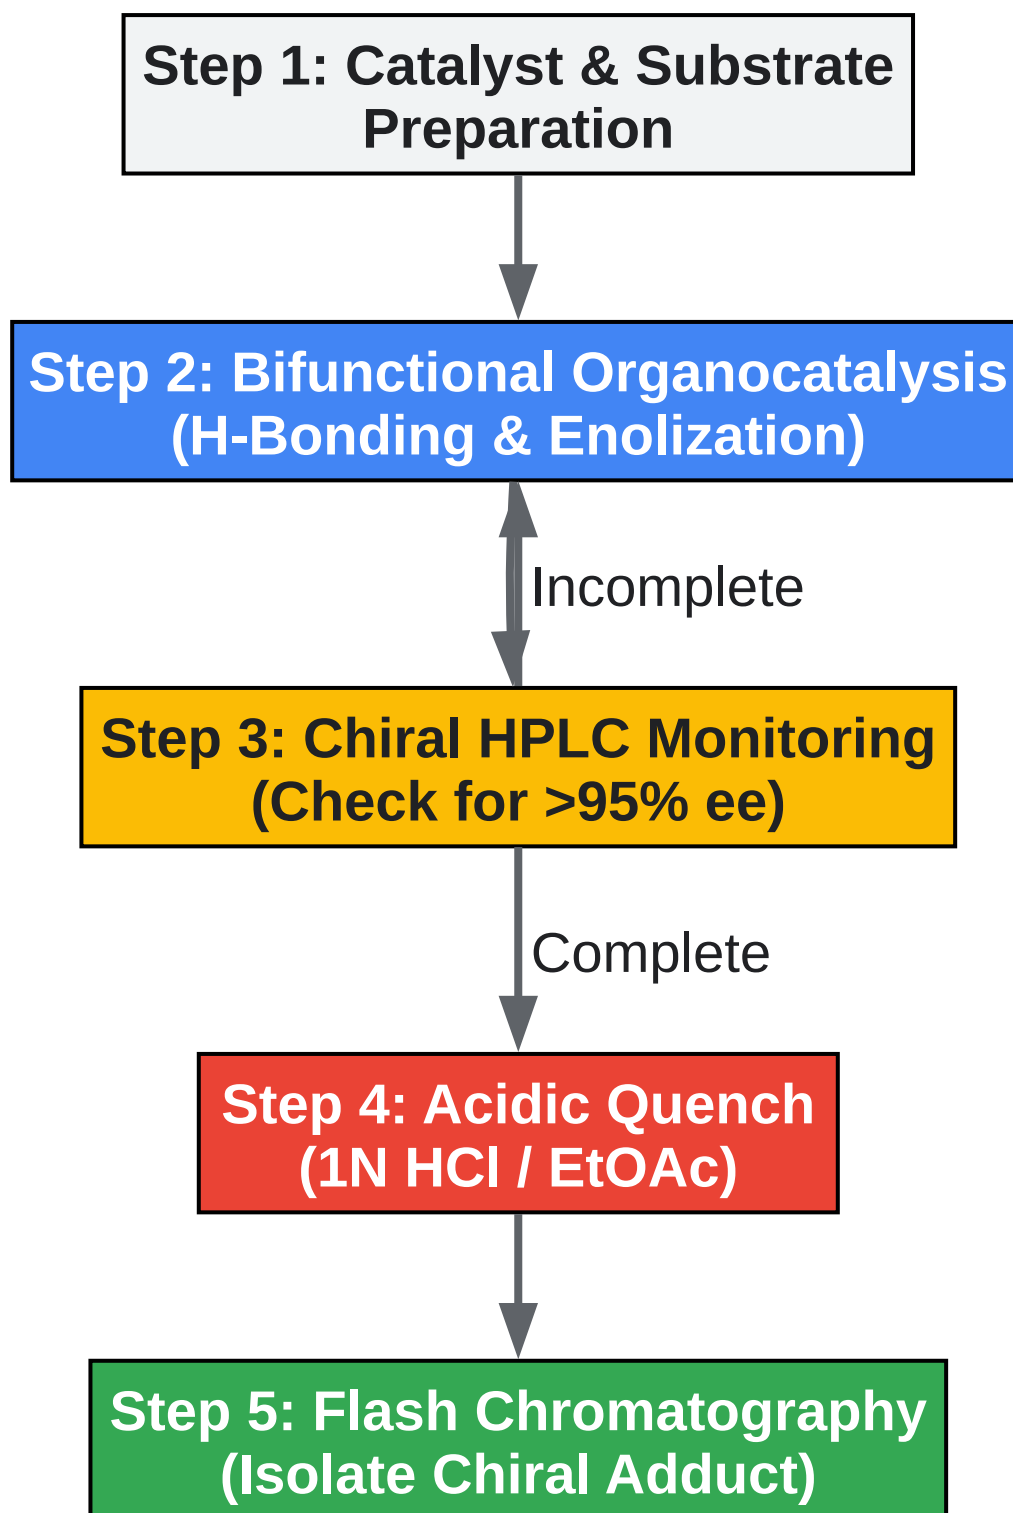 Step 1: Catalyst & Substrate
Preparation
Step 2: Bifunctional Organocatalysis
(H-Bonding & Enolization)
Incomplete
Step 3: Chiral HPLC Monitoring
(Check for >95% ee)
Complete
Step 4: Acidic Quench
(1N HCl / EtOAc)
Step 5: Flash Chromatography
(Isolate Chiral Adduct)